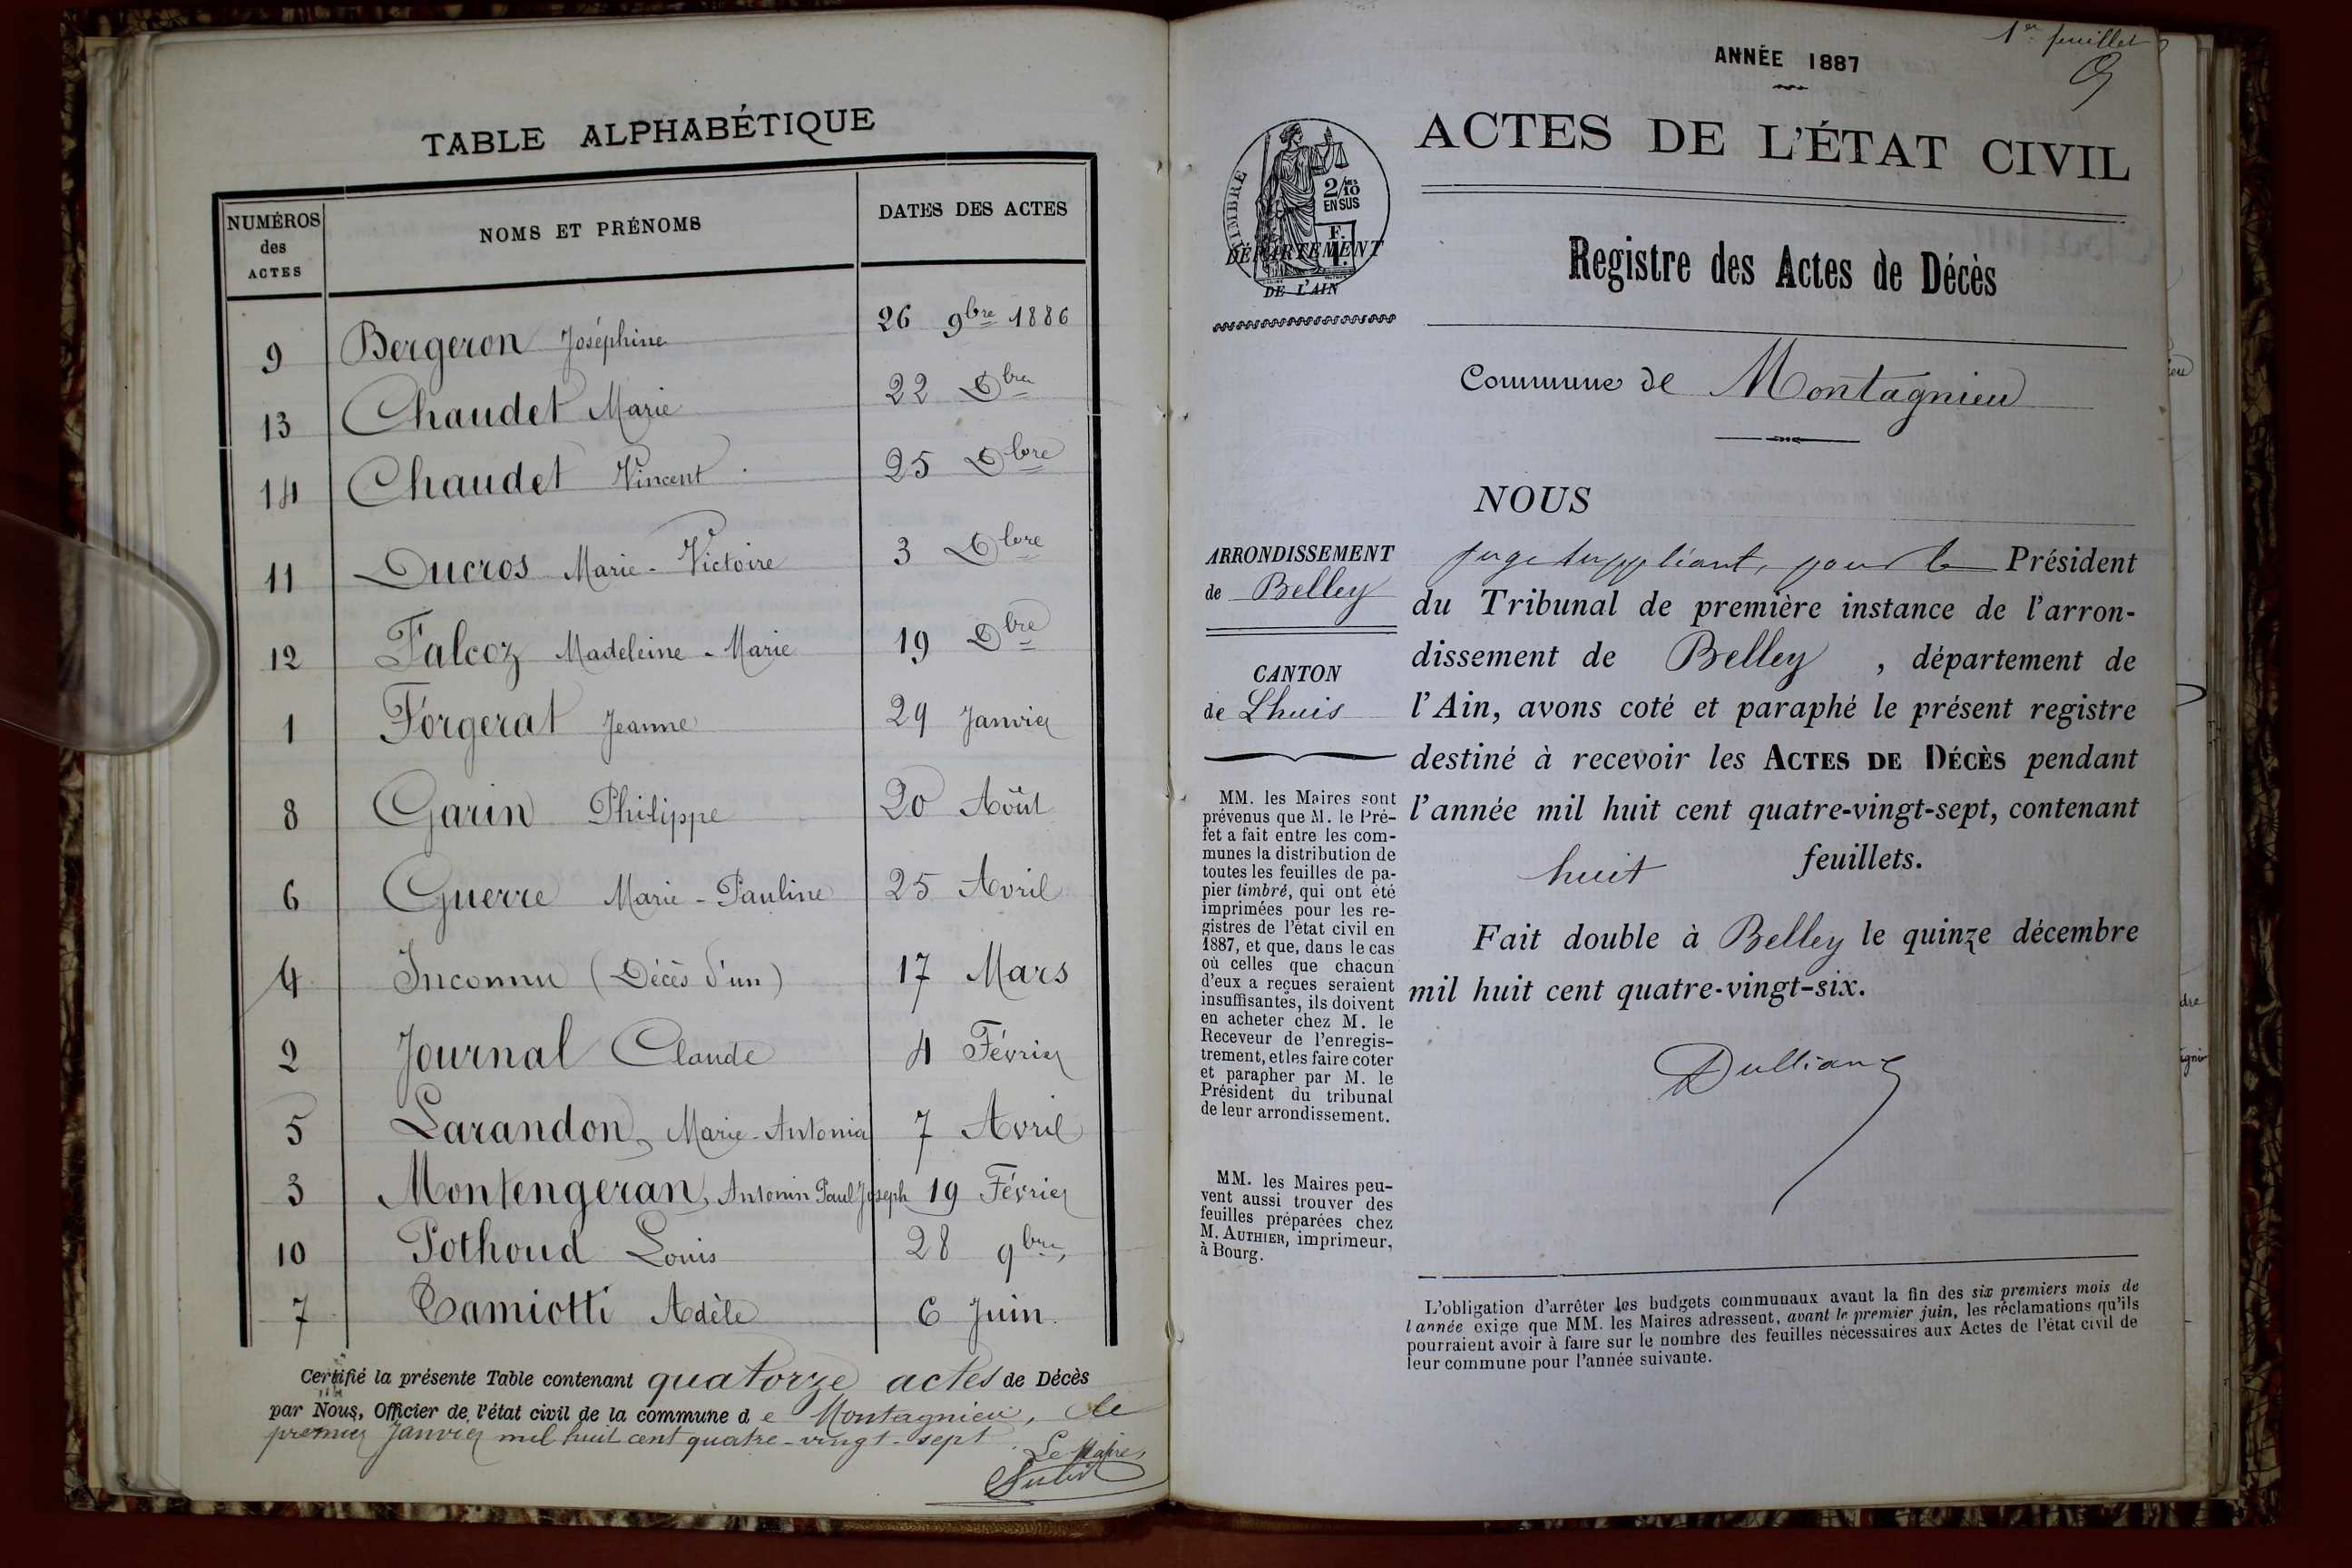 TABLE ALPHABÉTIQUE
NUMÉROS des ACTES
NOMS ET PRÉNOMS
DATES DES ACTES
9 Bergeron Joséphine 26 9bre 1886
13 Chaudet Marie 22 Dbre
14 Chaudet Vincent 25 Dbre
11 Ducros Marie-Victoire 3 Dbre
12 Falcoz Madeleine-Marie 19 Dbre
1 Forgerat Jeanne 29 Janvier
8 Garin Philippe 20 Août
6 Guerre Marie-Pauline 25 Avril
4 Inconnu (Décès d'un) 17 Mars
2 Journal Claude 4 Février
5 Larandon, Marie-Antonia 7 Avril
3 Montengeran, Antonin Paul Joseph 19 Février
10 Pothoud Louis 28 9bre
7 Tamiotti Adèle 6 Juin
Certifié la présente Table contenant quatorze actes de Décès
par Nous, Officier de l'état civil de la commune de Montagnieu, le
premier Janvier mil huit cent quatre-vingt-sept.
Le Maire,
1er feuillet
ANNÉE 1887
ACTES DE L'ÉTAT CIVIL
TIMBRE
2/10
EN SUS
DÉPARTEMENT
DE L'AIN
Registre des Actes de Décès
Commune de Montagnieu
NOUS
juge suppléant, pour le Président
du Tribunal de première instance de l'arron-
dissement de Belley, département de
l'Ain, avons coté et paraphé le présent registre
destiné à recevoir les ACTES DE DÉCÈS pendant
l'année mil huit cent quatre-vingt-sept, contenant
huit feuillets.
Fait double à Belley le quinze décembre
mil huit cent quatre-vingt-six.
ARRONDISSEMENT
de Belley
CANTON
de Lhuis
MM. les Maires sont
prévenus que M. le Pré-
fet a fait entre les com-
munes la distribution de
toutes les feuilles de pa-
pier timbré, qui ont été
imprimées pour les re-
gistres de l'état civil en
1887, et que, dans le cas
où celles que chacun
d'eux a reçues seraient
insuffisantes, ils doivent
en acheter chez M. le
Receveur de l'enregis-
trement, et les faire coter
et parapher par M. le
Président du tribunal
de leur arrondissement.
MM. les Maires peu-
vent aussi trouver des
feuilles préparées chez
M. AUTHIER, imprimeur,
à Bourg.
L'obligation d'arrêter les budgets communaux avant la fin des six premiers mois de
l'année exige que MM. les Maires adressent, avant le premier juin, les réclamations qu'ils
pourraient avoir à faire sur le nombre des feuilles nécessaires aux Actes de l'état civil de
leur commune pour l'année suivante.